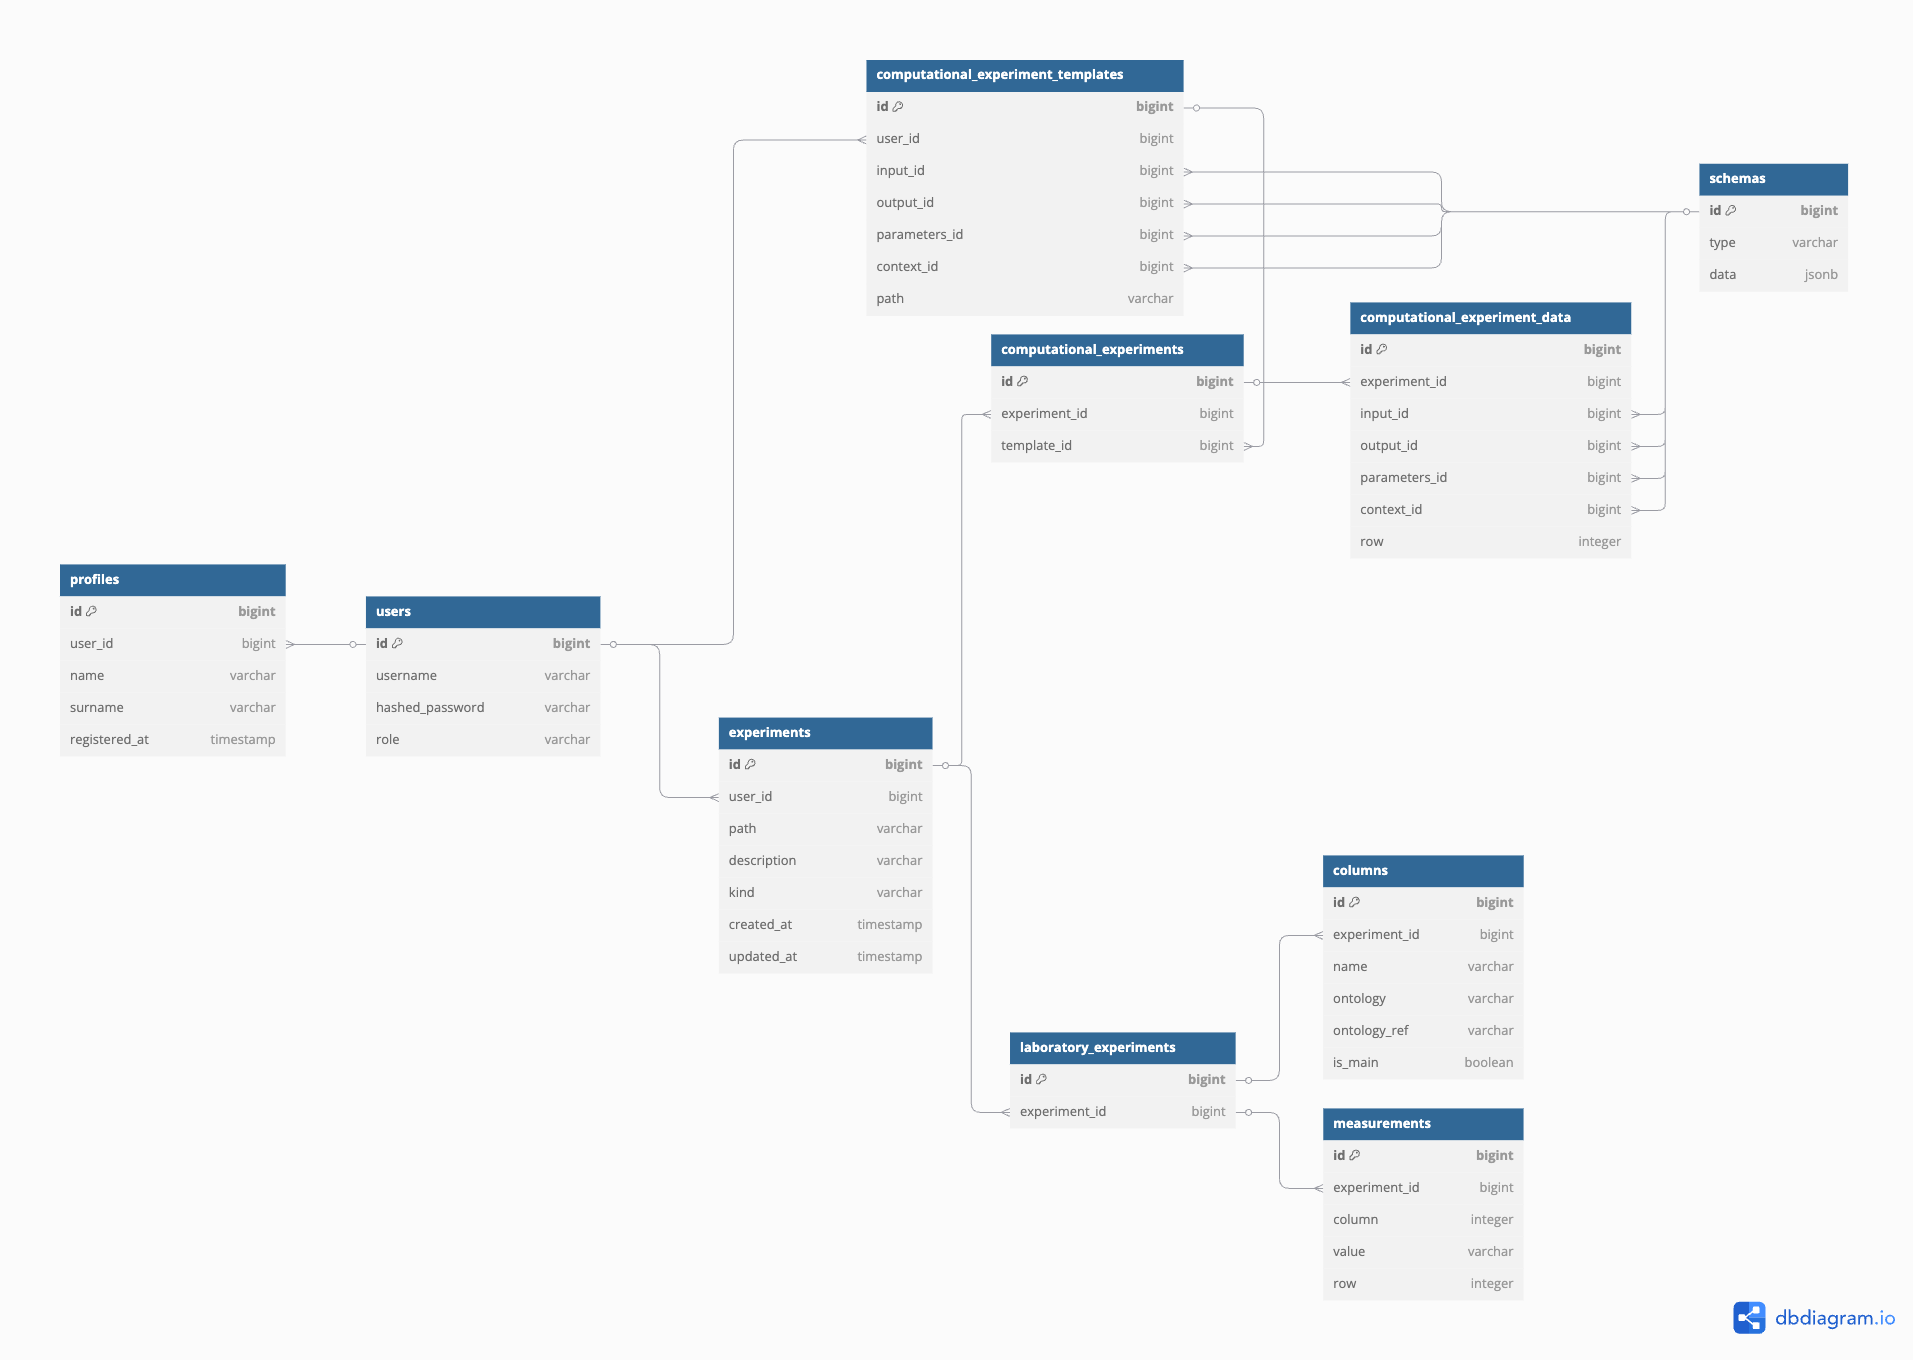 computational_experiment_templates
id bigint
user_id bigint
input_id bigint
output_id bigint
parameters_id bigint
context_id bigint
path varchar
schemas
id bigint
type varchar
data jsonb
computational_experiment_data
id bigint
experiment_id bigint
input_id bigint
output_id bigint
parameters_id bigint
context_id bigint
row integer
computational_experiments
id bigint
experiment_id bigint
template_id bigint
profiles
id bigint
user_id bigint
name varchar
surname varchar
registered_at timestamp
users
id bigint
username varchar
hashed_password varchar
role varchar
experiments
id bigint
user_id bigint
path varchar
description varchar
kind varchar
created_at timestamp
updated_at timestamp
columns
id bigint
experiment_id bigint
name varchar
ontology varchar
ontology_ref varchar
is_main boolean
laboratory_experiments
id bigint
experiment_id bigint
measurements
id bigint
experiment_id bigint
column integer
value varchar
row integer
dbdiagram.io